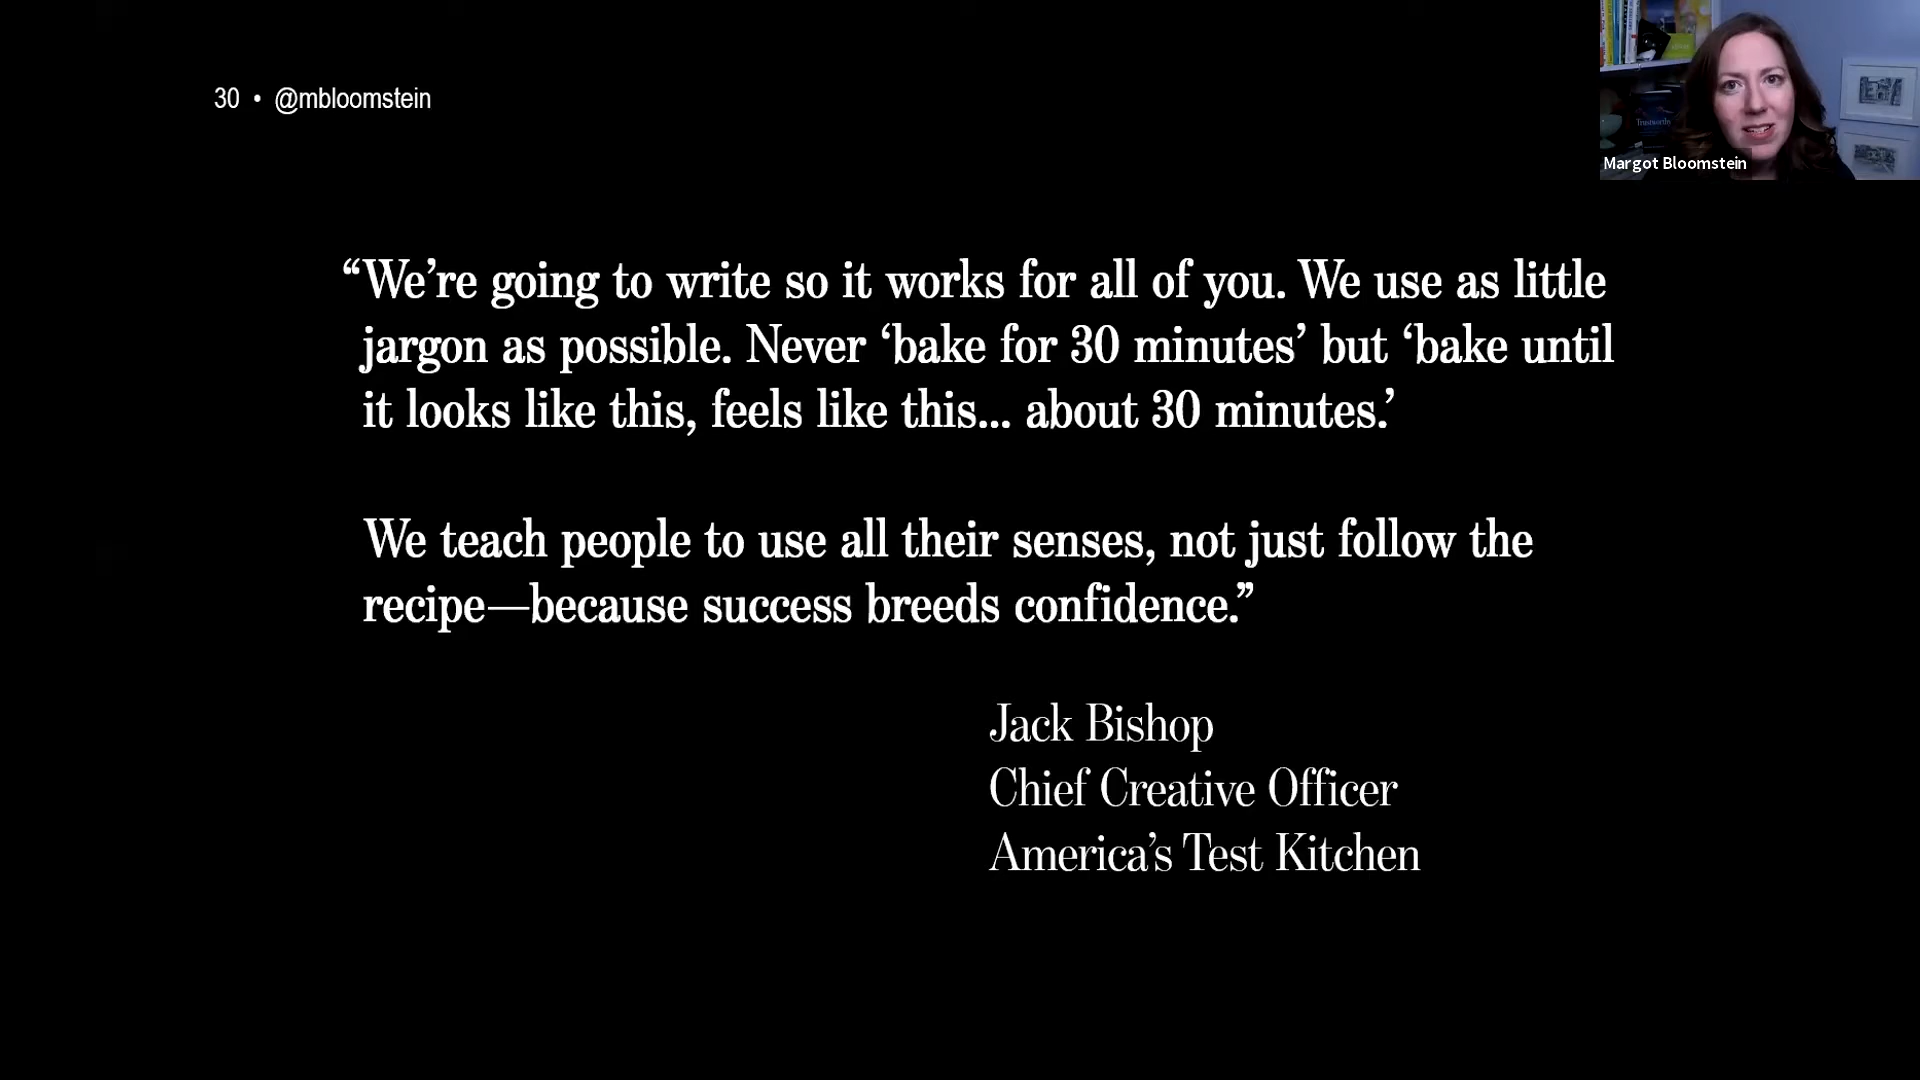 30 • @mbloomstein
Trustworthy
Margot Bloomstein
“We’re going to write so it works for all of you. We use as little
jargon as possible. Never ‘bake for 30 minutes’ but ‘bake until
it looks like this, feels like this... about 30 minutes.’
We teach people to use all their senses, not just follow the
recipe—because success breeds confidence.”
Jack Bishop
Chief Creative Officer
America’s Test Kitchen